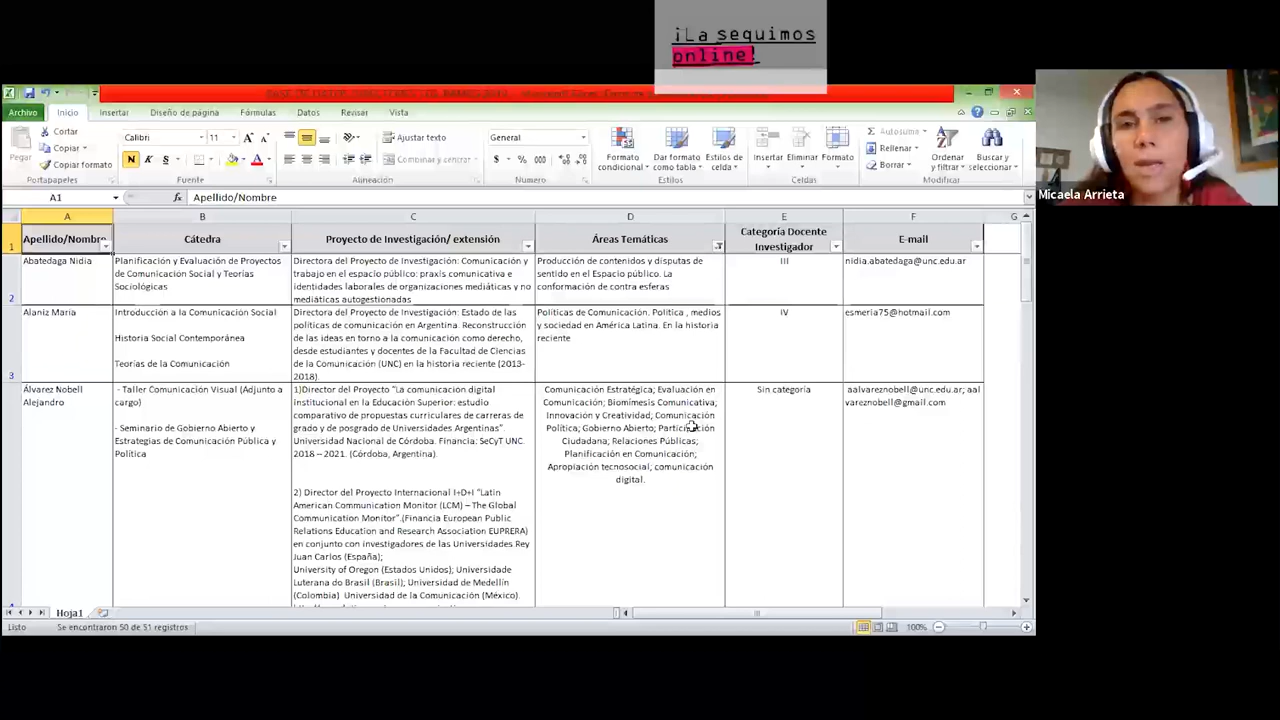 ¡La seguimos
online!
Micaela Arrieta
Archivo Inicio Insertar Diseño de página Fórmulas Datos Revisar Vista
Pegar
Cortar
Copiar
Copiar formato
Portapapeles
Calibri 11
N K S
Fuente
Ajustar texto
Combinar y centrar
Alineación
General
$ % 000
Número
Formato condicional
Dar formato como tabla
Estilos de celda
Estilos
Insertar Eliminar Formato
Celdas
Autosuma
Rellenar
Borrar
Ordenar y filtrar
Buscar y seleccionar
Modificar
A1 fx Apellido/Nombre
A B C D E F G
1 Apellido/Nombre Cátedra Proyecto de Investigación/ extensión Áreas Temáticas Categoría Docente Investigador E-mail
2
Abatedaga Nidia
Planificación y Evaluación de Proyectos
de Comunicación Social y Teorías
Sociológicas
Directora del Proyecto de Investigación: Comunicación y
trabajo en el espacio público: praxis comunicativa e
identidades laborales de organizaciones mediáticas y no
mediáticas autogestionadas
Producción de contenidos y disputas de
sentido en el Espacio público. La
conformación de contra esferas
III
nidia.abatedaga@unc.edu.ar
3
Alaniz María
Introducción a la Comunicación Social
Historia Social Contemporánea
Teorías de la Comunicación
Directora del Proyecto de Investigación: Estado de las
políticas de comunicación en Argentina. Reconstrucción
de las ideas en torno a la comunicación como derecho,
desde estudiantes y docentes de la Facultad de Ciencias
de la Comunicación (UNC) en la historia reciente (2013-
2018).
Políticas de Comunicación. Política , medios
y sociedad en América Latina. En la historia
reciente
IV
esmeria75@hotmail.com
4
Álvarez Nobell
Alejandro
- Taller Comunicación Visual (Adjunto a
cargo)
- Seminario de Gobierno Abierto y
Estrategias de Comunicación Pública y
Política
1)Director del Proyecto "La comunicación digital
institucional en la Educación Superior: estudio
comparativo de propuestas curriculares de carreras de
grado y de posgrado de Universidades Argentinas".
Universidad Nacional de Córdoba. Financia: SeCyT UNC.
2018 – 2021. (Córdoba, Argentina).
2) Director del Proyecto Internacional I+D+I "Latin
American Communication Monitor (LCM) – The Global
Communication Monitor".(Financia European Public
Relations Education and Research Association EUPRERA)
en conjunto con investigadores de las Universidades Rey
Juan Carlos (España);
University of Oregon (Estados Unidos); Universidade
Luterana do Brasil (Brasil); Universidad de Medellín
(Colombia) Universidad de la Comunicación (México).
Comunicación Estratégica; Evaluación en
Comunicación; Biomímesis Comunicativa;
Innovación y Creatividad; Comunicación
Política; Gobierno Abierto; Participación
Ciudadana; Relaciones Públicas;
Planificación en Comunicación;
Apropiación tecnosocial; comunicación
digital.
Sin categoría
aalvareznobell@unc.edu.ar; aal
vareznobell@gmail.com
Hoja1
Listo Se encontraron 50 de 51 registros 100%